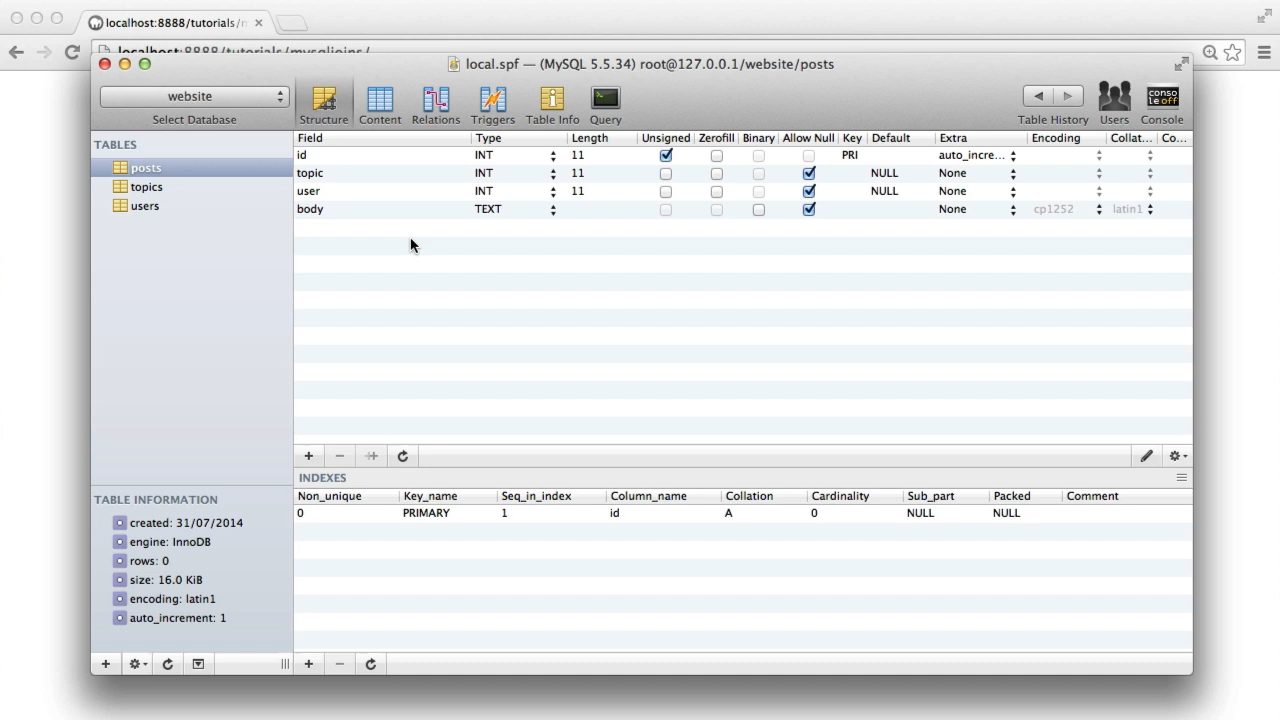 localhost:8888/tutorials/
localhost:8888/tutorials/mysqljoins/
local.spf — (MySQL 5.5.34) root@127.0.0.1/website/posts
website
Select Database
Structure Content Relations Triggers Table Info Query
Table History Users Console
conso
le off
TABLES
posts
topics
users
Field Type Length Unsigned Zerofill Binary Allow Null Key Default Extra Encoding Collat... Co...
id INT 11 PRI auto_incre...
topic INT 11 NULL None
user INT 11 NULL None
body TEXT None cp1252 latin1
INDEXES
Non_unique Key_name Seq_in_index Column_name Collation Cardinality Sub_part Packed Comment
0 PRIMARY 1 id A 0 NULL NULL
TABLE INFORMATION
created: 31/07/2014
engine: InnoDB
rows: 0
size: 16.0 KiB
encoding: latin1
auto_increment: 1